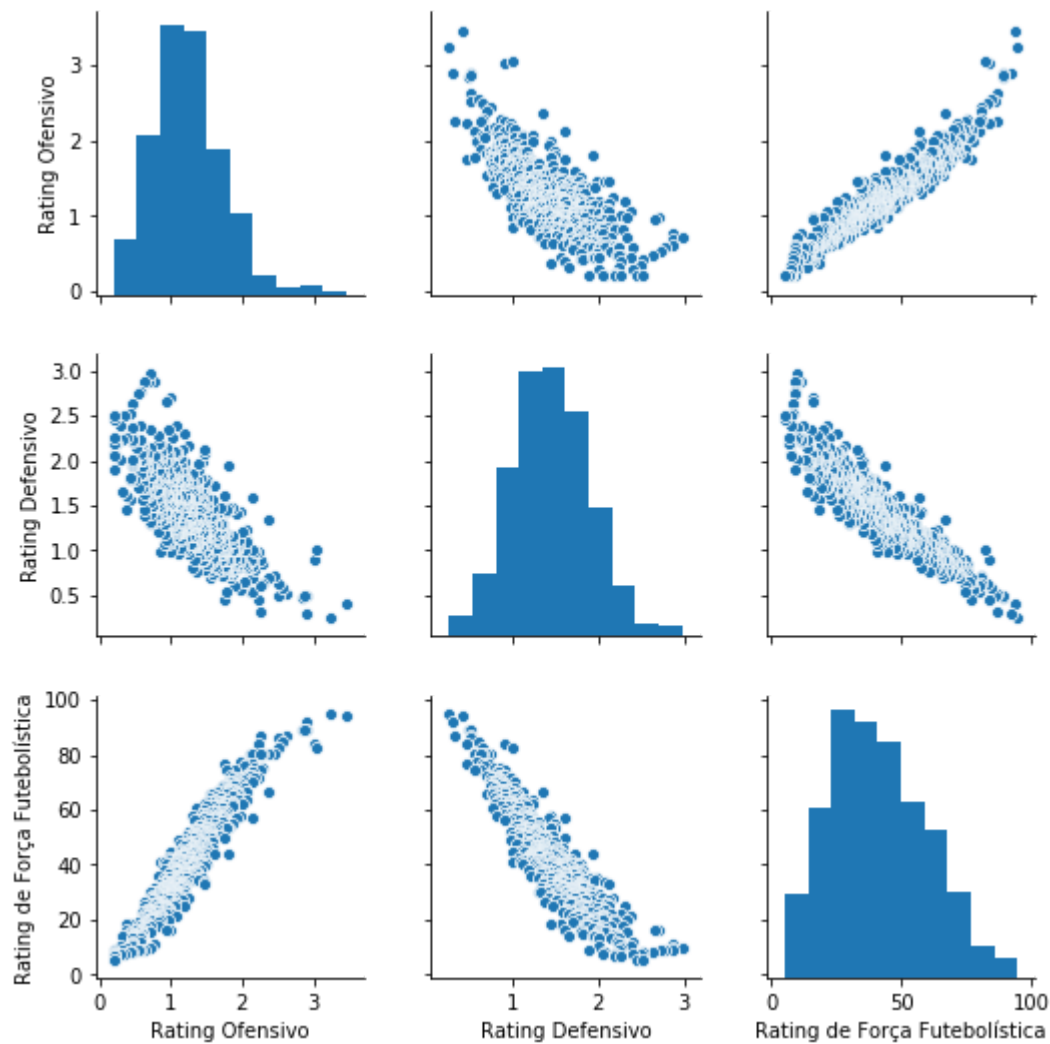 Rating Ofensivo
3
2
1
0
Rating Defensivo
3.0
2.5
2.0
1.5
1.0
0.5
Rating de Força Futebolística
100
80
60
40
20
0
0 1 2 3
1 2 3
0 50 100
Rating Ofensivo
Rating Defensivo
Rating de Força Futebolística